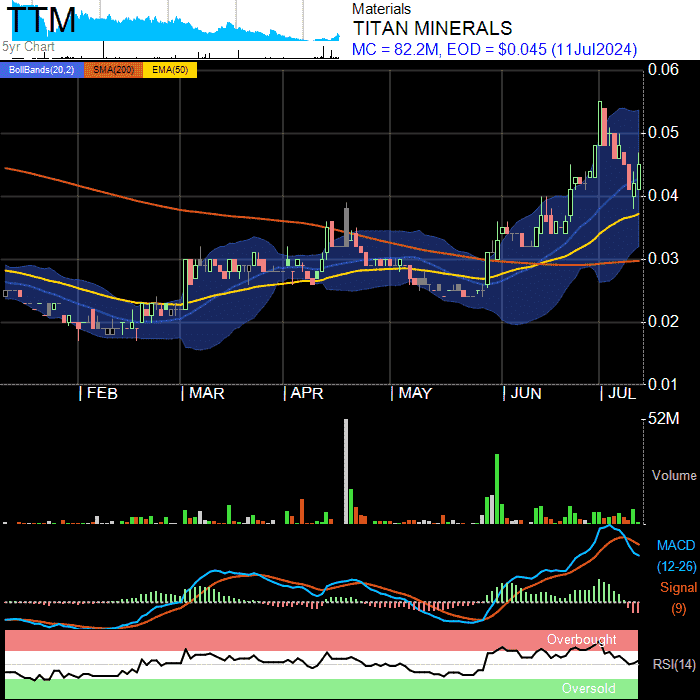 TTM
5yr Chart
Materials
TITAN MINERALS
MC = 82.2M, EOD = $0.045 (11Jul2024)
BollBands(20,2) SMA(200) EMA(50)
0.06
0.05
0.04
0.03
0.02
0.01
FEB MAR APR MAY JUN JUL
52M
Volume
MACD
(12-26)
Signal
(9)
Overbought
RSI(14)
Oversold